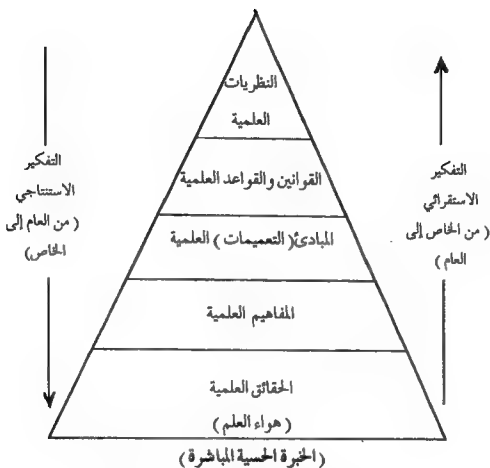 النظريات
العلمية
القوانين والقواعد العلمية
المبادئ (التعميمات) العلمية
المفاهيم العلمية
الحقائق العلمية
(هواء العلم)
(الخبرة الحسية المباشرة)
التفكير
الاستقرائي
(من الخاص إلى
العام)
التفكير
الاستنتاجي
(من العام إلى
الخاص)